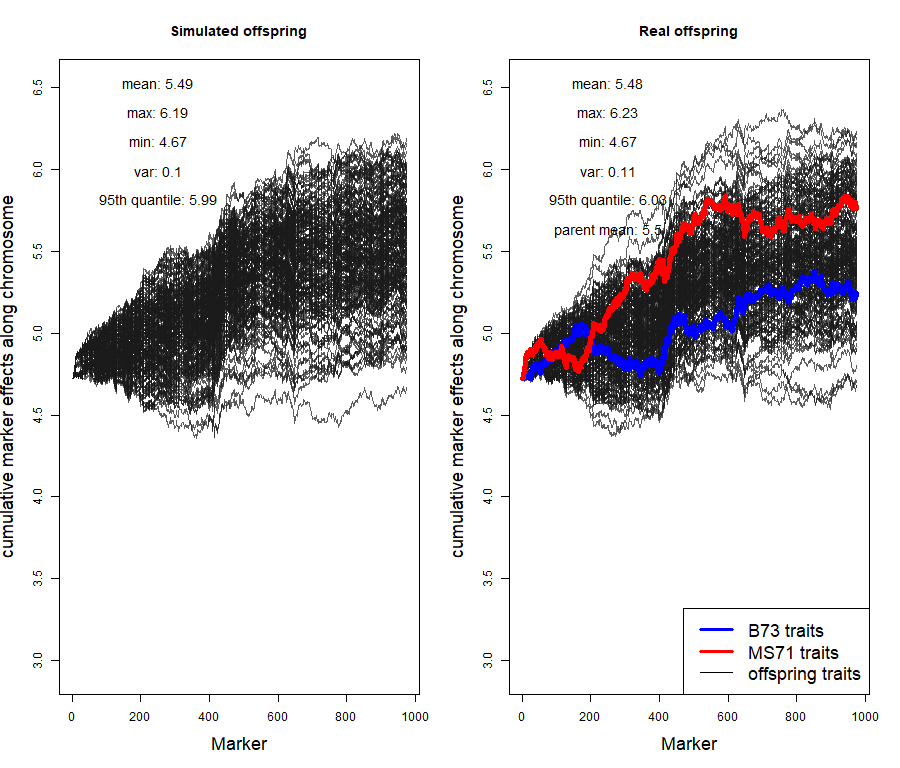 Simulated offspring
mean: 5.49
max: 6.19
min: 4.67
var: 0.1
95th quantile: 5.99
cumulative marker effects along chromosome
6.5
6.0
5.5
5.0
4.5
4.0
3.5
3.0
0 200 400 600 800 1000
Marker
Real offspring
mean: 5.48
max: 6.23
min: 4.67
var: 0.11
95th quantile: 6.03
parent mean: 5.5
cumulative marker effects along chromosome
6.5
6.0
5.5
5.0
4.5
4.0
3.5
3.0
B73 traits
MS71 traits
offspring traits
0 200 400 600 800 1000
Marker